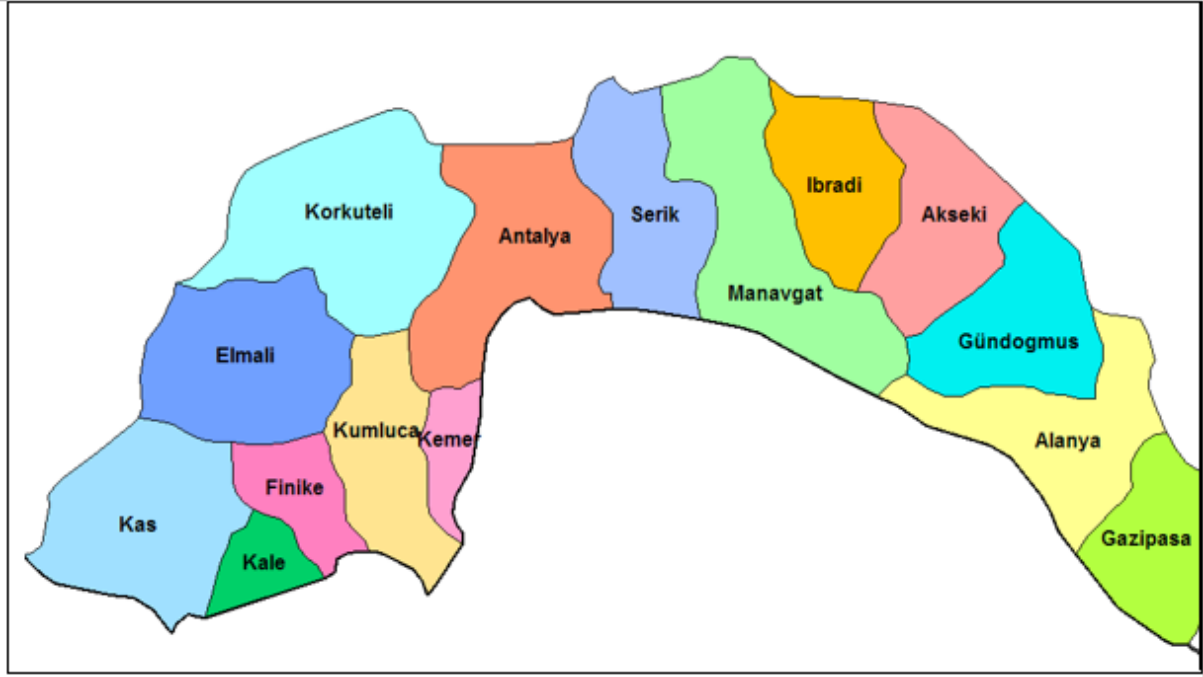 Korkuteli
Antalya
Serik
Ibradi
Akseki
Manavgat
Gündogmus
Elmali
Kumluca
Kemer
Alanya
Finike
Kas
Kale
Gazipasa